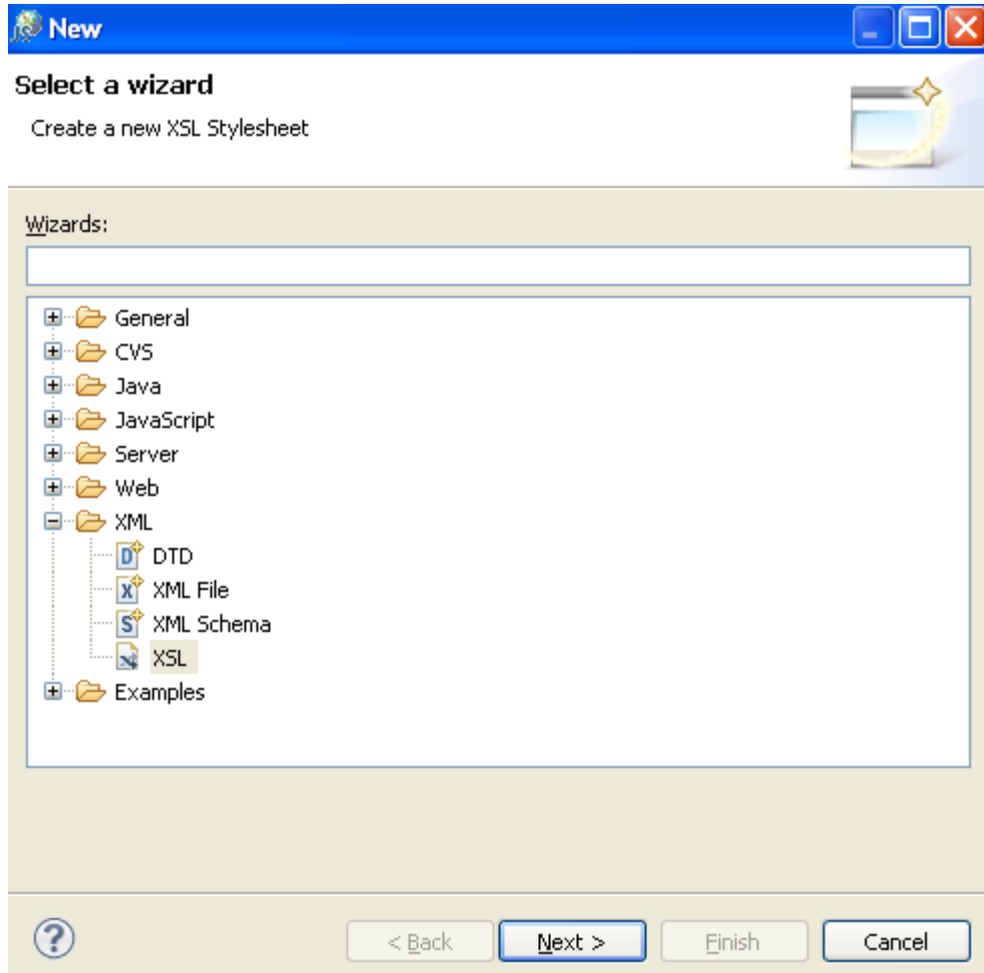 New
Select a wizard
Create a new XSL Stylesheet
Wizards:
General
CVS
Java
JavaScript
Server
Web
XML
DTD
XML File
XML Schema
XSL
Examples
? < Back Next > Finish Cancel